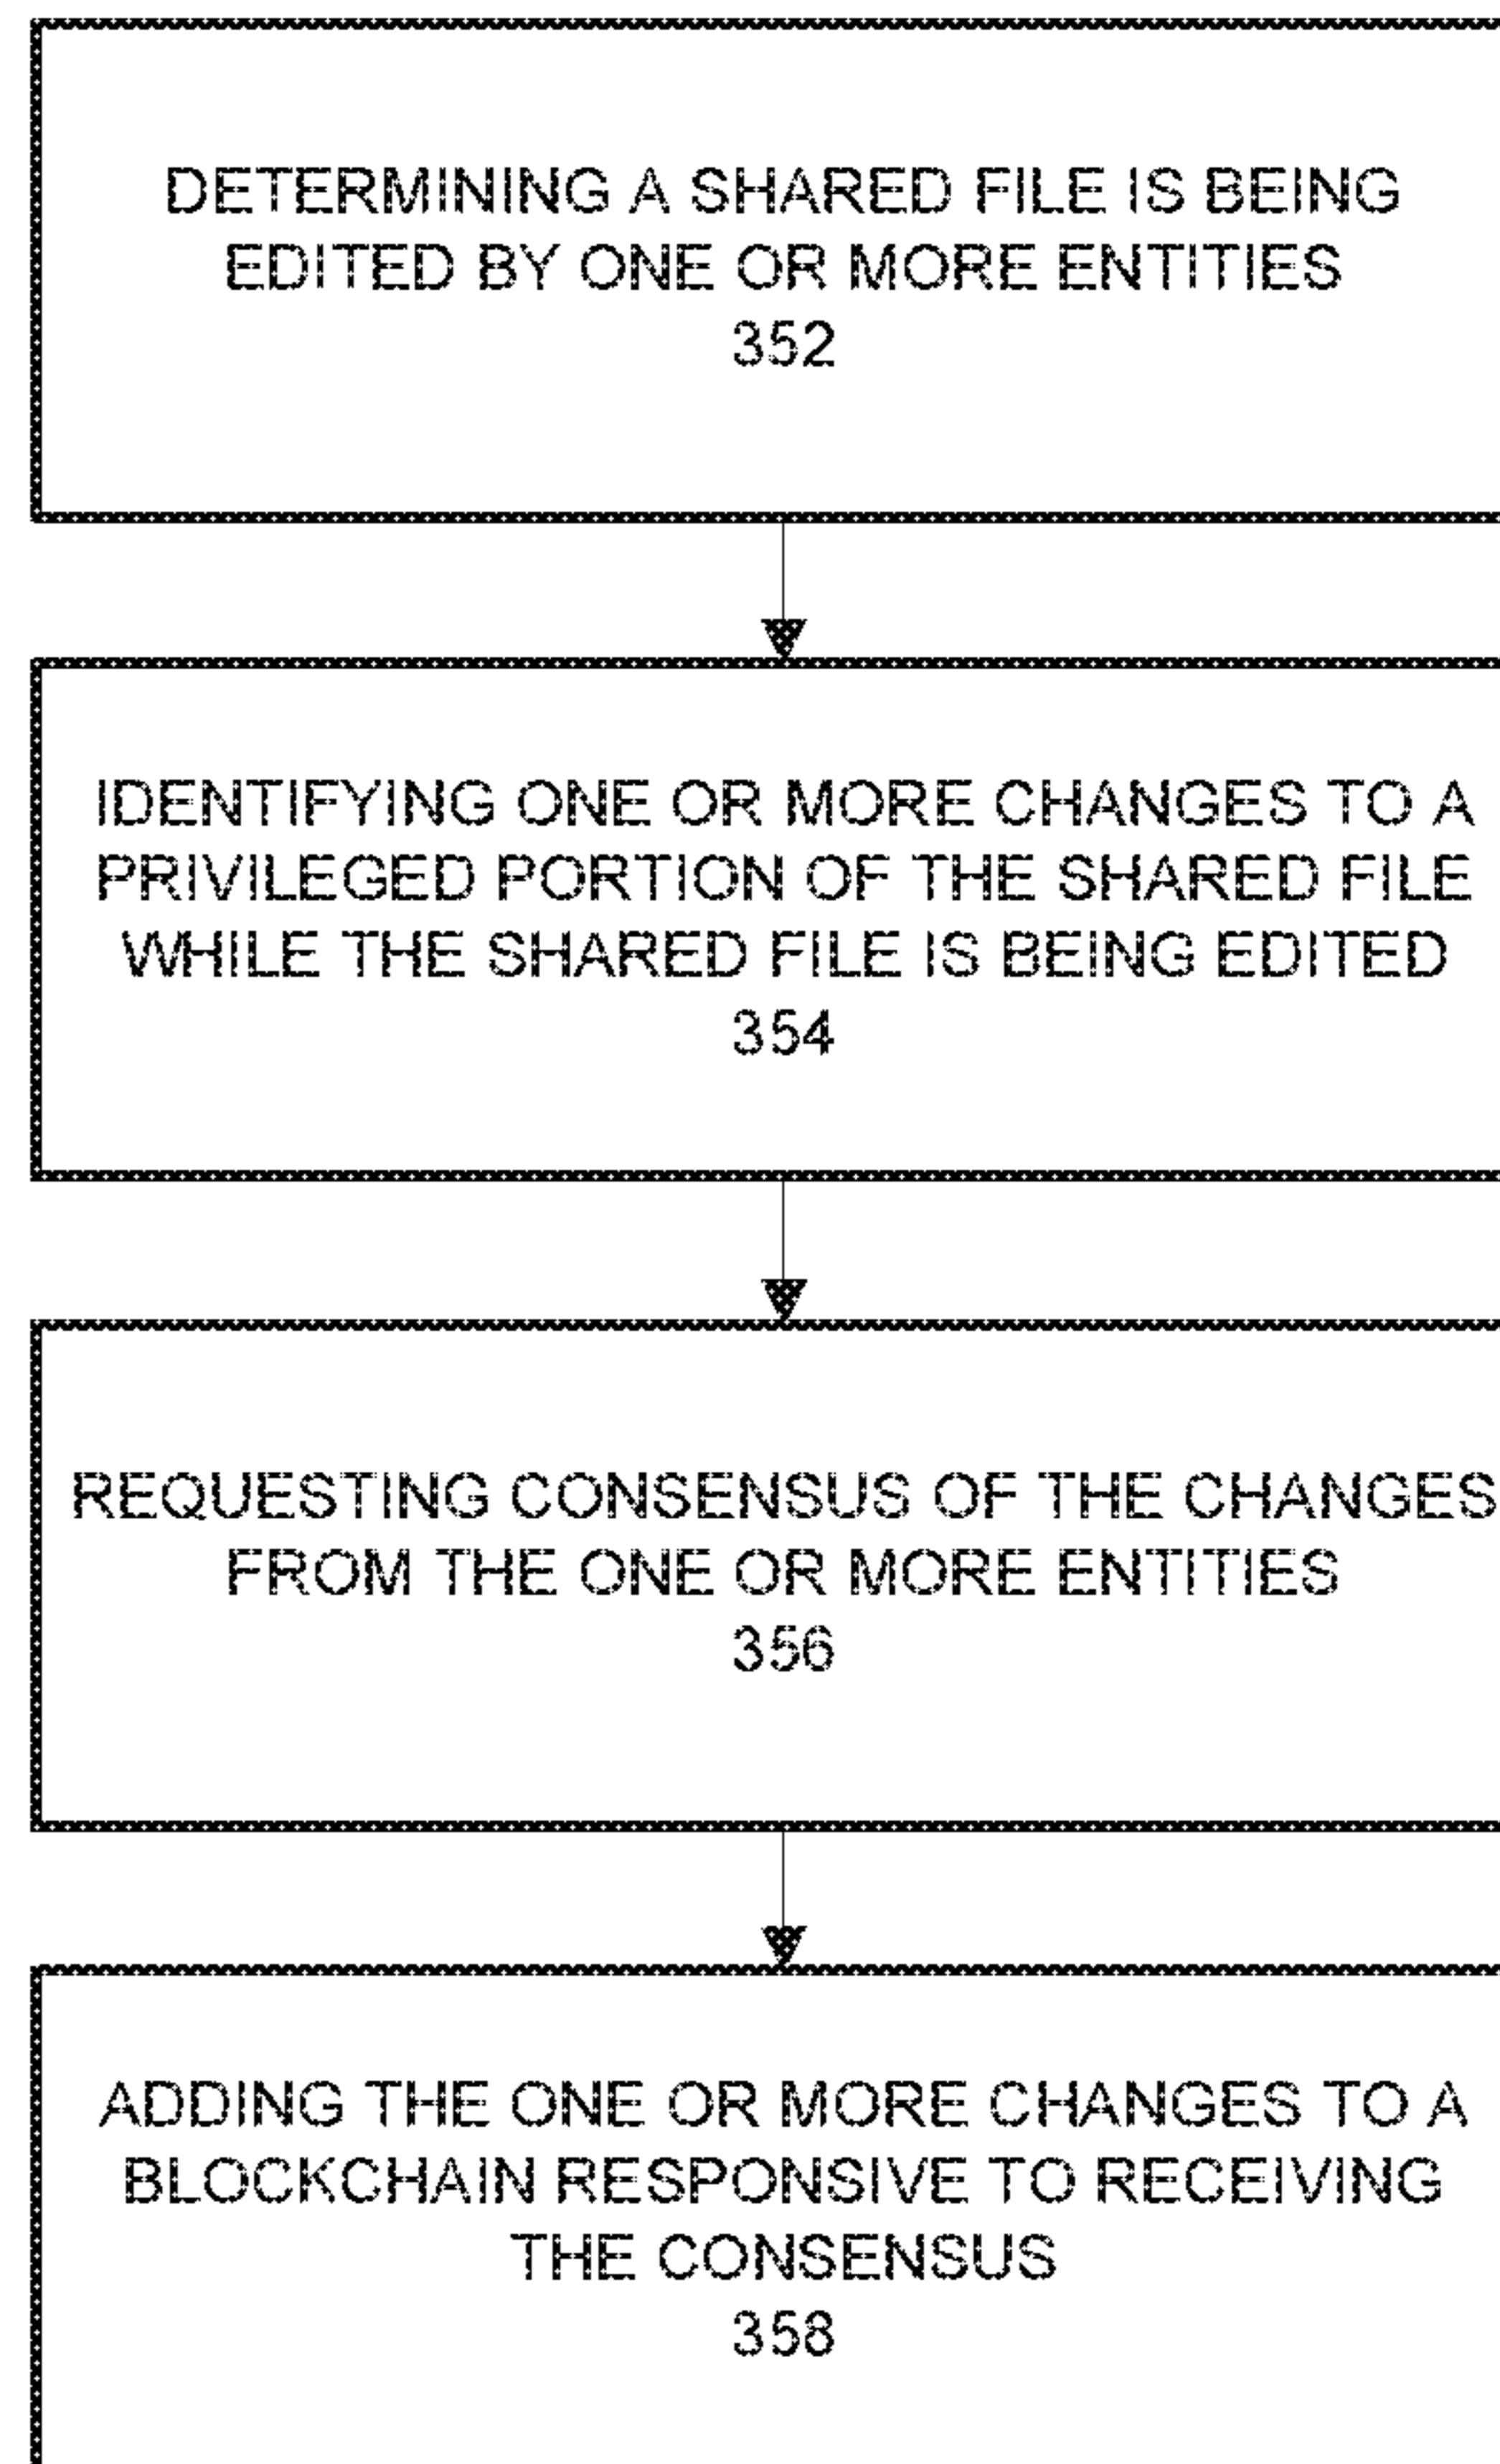 DETERMINING A SHARED FILE IS BEING
EDITED BY ONE OR MORE ENTITIES
352
IDENTIFYING ONE OR MORE CHANGES TO A
PRIVILEGED PORTION OF THE SHARED FILE
WHILE THE SHARED FILE IS BEING EDITED
354
REQUESTING CONSENSUS OF THE CHANGES
FROM THE ONE OR MORE ENTITIES
356
ADDING THE ONE OR MORE CHANGES TO A
BLOCKCHAIN RESPONSIVE TO RECEIVING
THE CONSENSUS
358